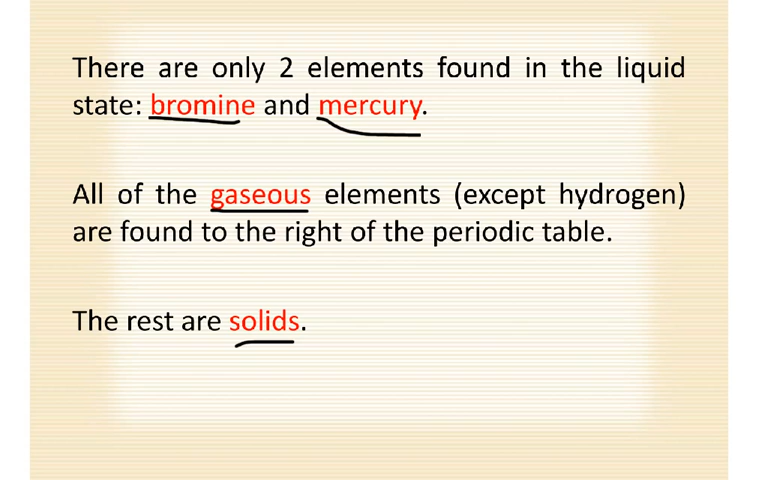 There are only 2 elements found in the liquid
state: bromine and mercury.
All of the gaseous elements (except hydrogen)
are found to the right of the periodic table.
The rest are solids.